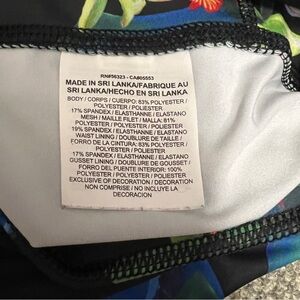 RN#56323 - CA#05553
MADE IN SRI LANKA/FABRIQUE AU
SRI LANKA/HECHO EN SRI LANKA
BODY / CORPS / CUERPO: 83% POLYESTER /
POLYESTER / POLIESTER
17% SPANDEX / ELASTHANNE / ELASTANO
MESH / MAILLE FILET / MALLA: 81%
POLYESTER / POLYESTER / POLIESTER
19% SPANDEX / ELASTHANNE / ELASTANO
WAIST LINING / DOUBLURE DE TAILLE /
FORRO DE LA CINTURA: 83% POLYESTER /
POLYESTER / POLIESTER
17% SPANDEX / ELASTHANNE / ELASTANO
GUSSET LINING / DOUBLURE DE GOUSSET /
FORRO DEL PUENTE INTERIOR: 100%
POLYESTER / POLYESTER / POLIESTER
EXCLUSIVE OF DECORATION / DECORATION
NON COMPRISE / NO INCLUYE LA
DECORACION